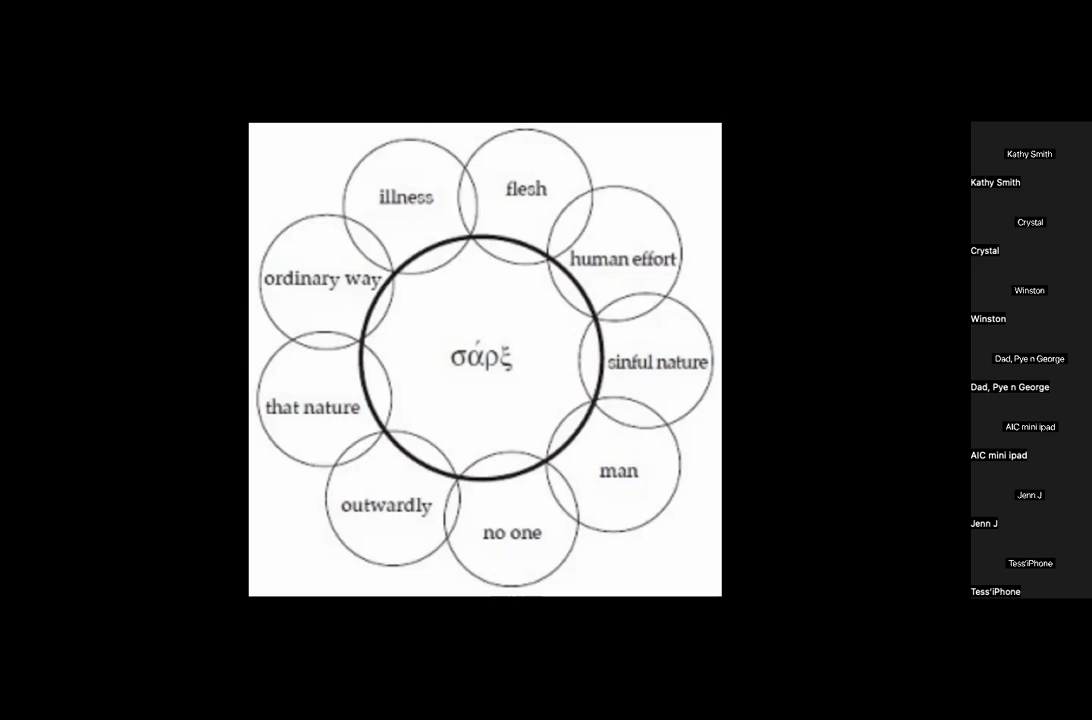 illness
flesh
human effort
ordinary way
σάρξ
sinful nature
that nature
man
outwardly
no one
Kathy Smith
Kathy Smith
Crystal
Crystal
Winston
Winston
Dad, Pye n George
Dad, Pye n George
AIC mini ipad
AIC mini ipad
Jenn J
Jenn J
Tess'iPhone
Tess'iPhone